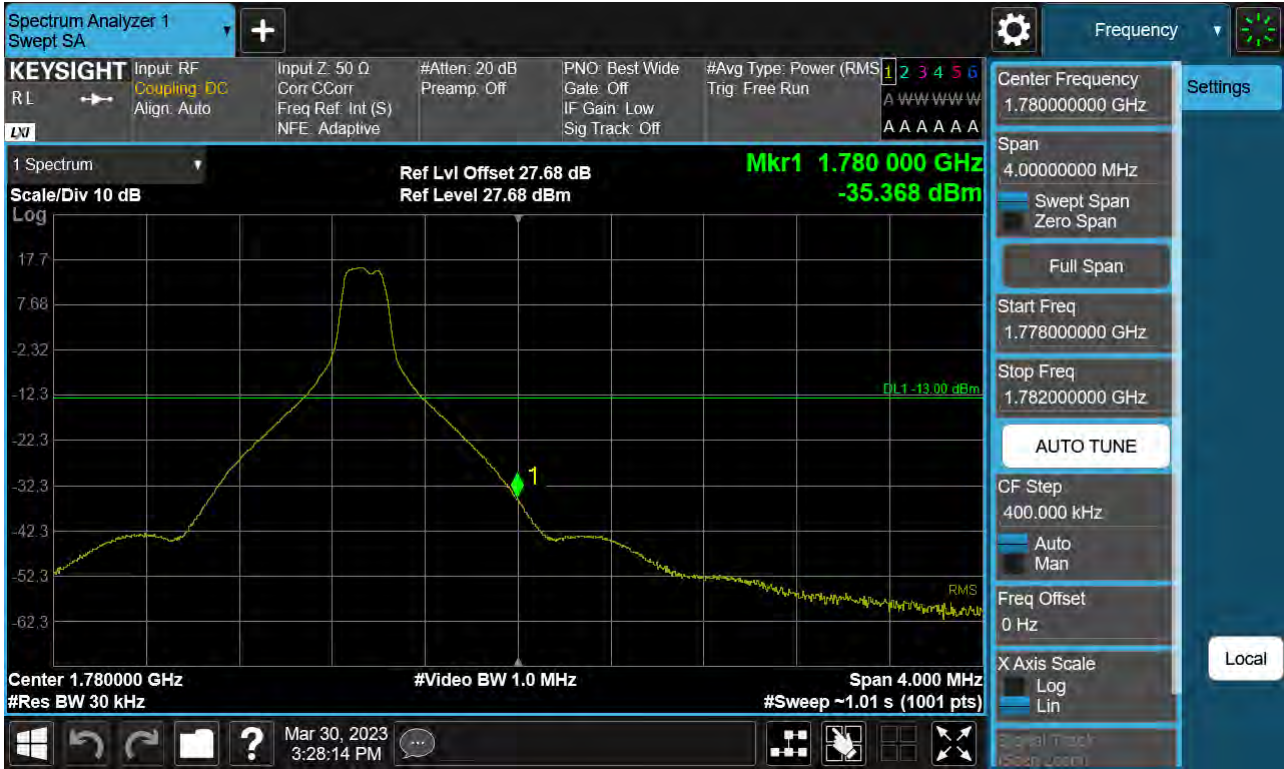 Spectrum Analyzer 1
Swept SA
+
Frequency
KEYSIGHT
RL
LXI
Input: RF
Coupling: DC
Align: Auto
Input Z: 50 Ω
Corr CCorr
Freq Ref: Int (S)
NFE: Adaptive
#Atten: 20 dB
Preamp: Off
PNO: Best Wide
Gate: Off
IF Gain: Low
Sig Track: Off
#Avg Type: Power (RMS
Trig: Free Run
1 2 3 4 5 6
A W W W W W
A A A A A A
1 Spectrum
Scale/Div 10 dB
Log
Ref Lvl Offset 27.68 dB
Ref Level 27.68 dBm
Mkr1 1.780 000 GHz
-35.368 dBm
17.7
7.68
-2.32
-12.3
-22.3
-32.3
-42.3
-52.3
-62.3
DL1 -13.00 dBm
1
RMS
Center 1.780000 GHz
#Res BW 30 kHz
#Video BW 1.0 MHz
Span 4.000 MHz
#Sweep ~1.01 s (1001 pts)
Center Frequency
1.780000000 GHz
Span
4.00000000 MHz
Swept Span
Zero Span
Full Span
Start Freq
1.778000000 GHz
Stop Freq
1.782000000 GHz
AUTO TUNE
CF Step
400.000 kHz
Auto
Man
Freq Offset
0 Hz
X Axis Scale
Log
Lin
Signal Track
(Span Zoom)
Settings
Local
?
Mar 30, 2023
3:28:14 PM